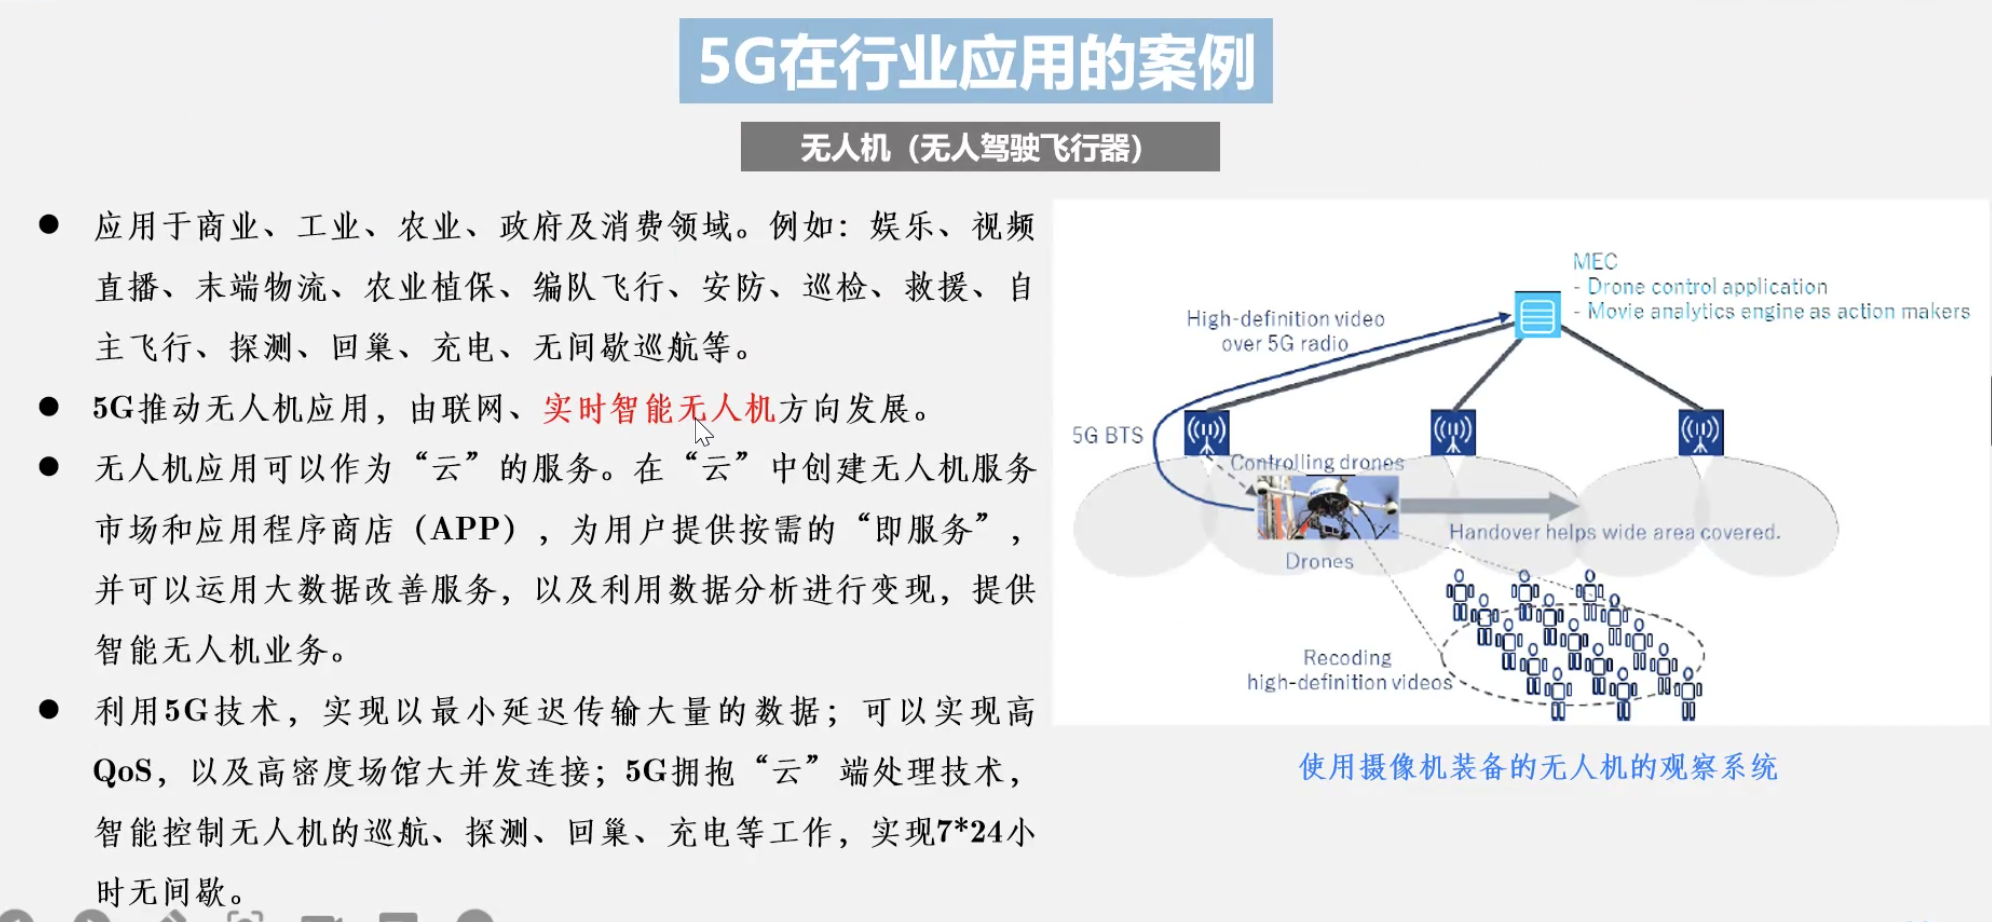 5G在行业应用的案例
无人机（无人驾驶飞行器）
● 应用于商业、工业、农业、政府及消费领域。例如：娱乐、视频
直播、末端物流、农业植保、编队飞行、安防、巡检、救援、自
主飞行、探测、回巢、充电、无间歇巡航等。
● 5G推动无人机应用，由联网、实时智能无人机方向发展。
● 无人机应用可以作为“云”的服务。在“云”中创建无人机服务
市场和应用程序商店（APP），为用户提供按需的“即服务”，
并可以运用大数据改善服务，以及利用数据分析进行变现，提供
智能无人机业务。
● 利用5G技术，实现以最小延迟传输大量的数据；可以实现高
QoS，以及高密度场馆大并发连接；5G拥抱“云”端处理技术，
智能控制无人机的巡航、探测、回巢、充电等工作，实现7*24小
时无间歇。
MEC
- Drone control application
- Movie analytics engine as action makers
High-definition video
over 5G radio
5G BTS
Controlling drones
Handover helps wide area covered.
Drones
Recoding
high-definition videos
使用摄像机装备的无人机的观察系统